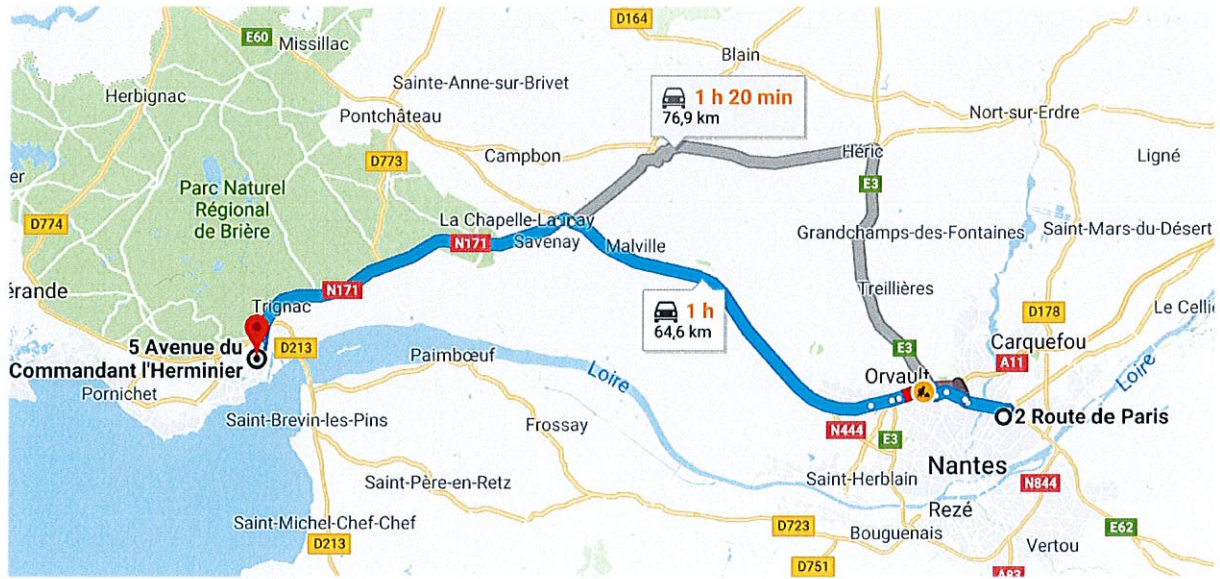 D164
E60
Missillac
Blain
Sainte-Anne-sur-Brivet
Herbignac
1 h 20 min
76,9 km
Pontchâteau
Nort-sur-Erdre
Campbon
Héric
Ligné
er
D773
E3
Parc Naturel
Régional
de Brière
D774
La Chapelle-Launay
N171
Savenay
Malville
Grandchamps-des-Fontaines
Saint-Mars-du-Désert
N171
Treillières
érande
Trignac
1 h
64,6 km
Le Cellie
D178
5 Avenue du
Commandant l'Herminier
D213
Paimbœuf
Loire
E3
Carquefou
A11
Loire
Pornichet
Orvault
Saint-Brevin-les-Pins
Frossay
N444
E3
2 Route de Paris
Nantes
Saint-Père-en-Retz
Saint-Herblain
N844
Rezé
Saint-Michel-Chef-Chef
D723
Bouguenais
E62
D213
Vertou
D751
A83